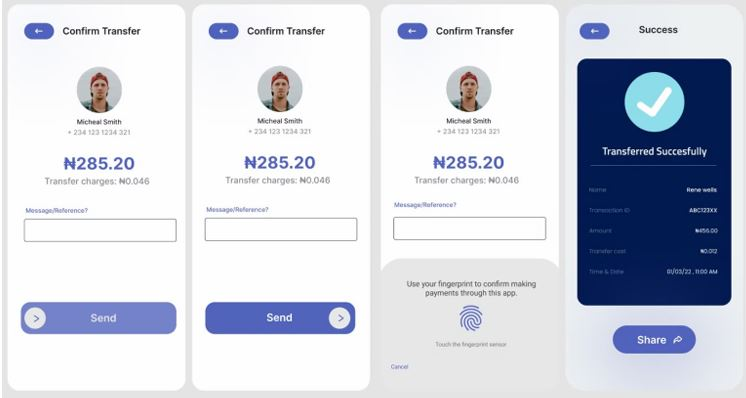 Confirm Transfer
Micheal Smith
+ 234 123 1234 321
₦285.20
Transfer charges: ₦0.046
Message/Reference?
Send
Confirm Transfer
Micheal Smith
+ 234 123 1234 321
₦285.20
Transfer charges: ₦0.046
Message/Reference?
Send
Confirm Transfer
Micheal Smith
+ 234 123 1234 321
₦285.20
Transfer charges: ₦0.046
Message/Reference?
Use your fingerprint to confirm making
payments through this app.
Touch the fingerprint sensor
Cancel
Success
Transferred Succesfully
Name Rene wells
Transaction ID ABC123XX
Amount ₦456.00
Transfer cost ₦0.012
Time & Date 01/03/22 , 11:00 AM
Share